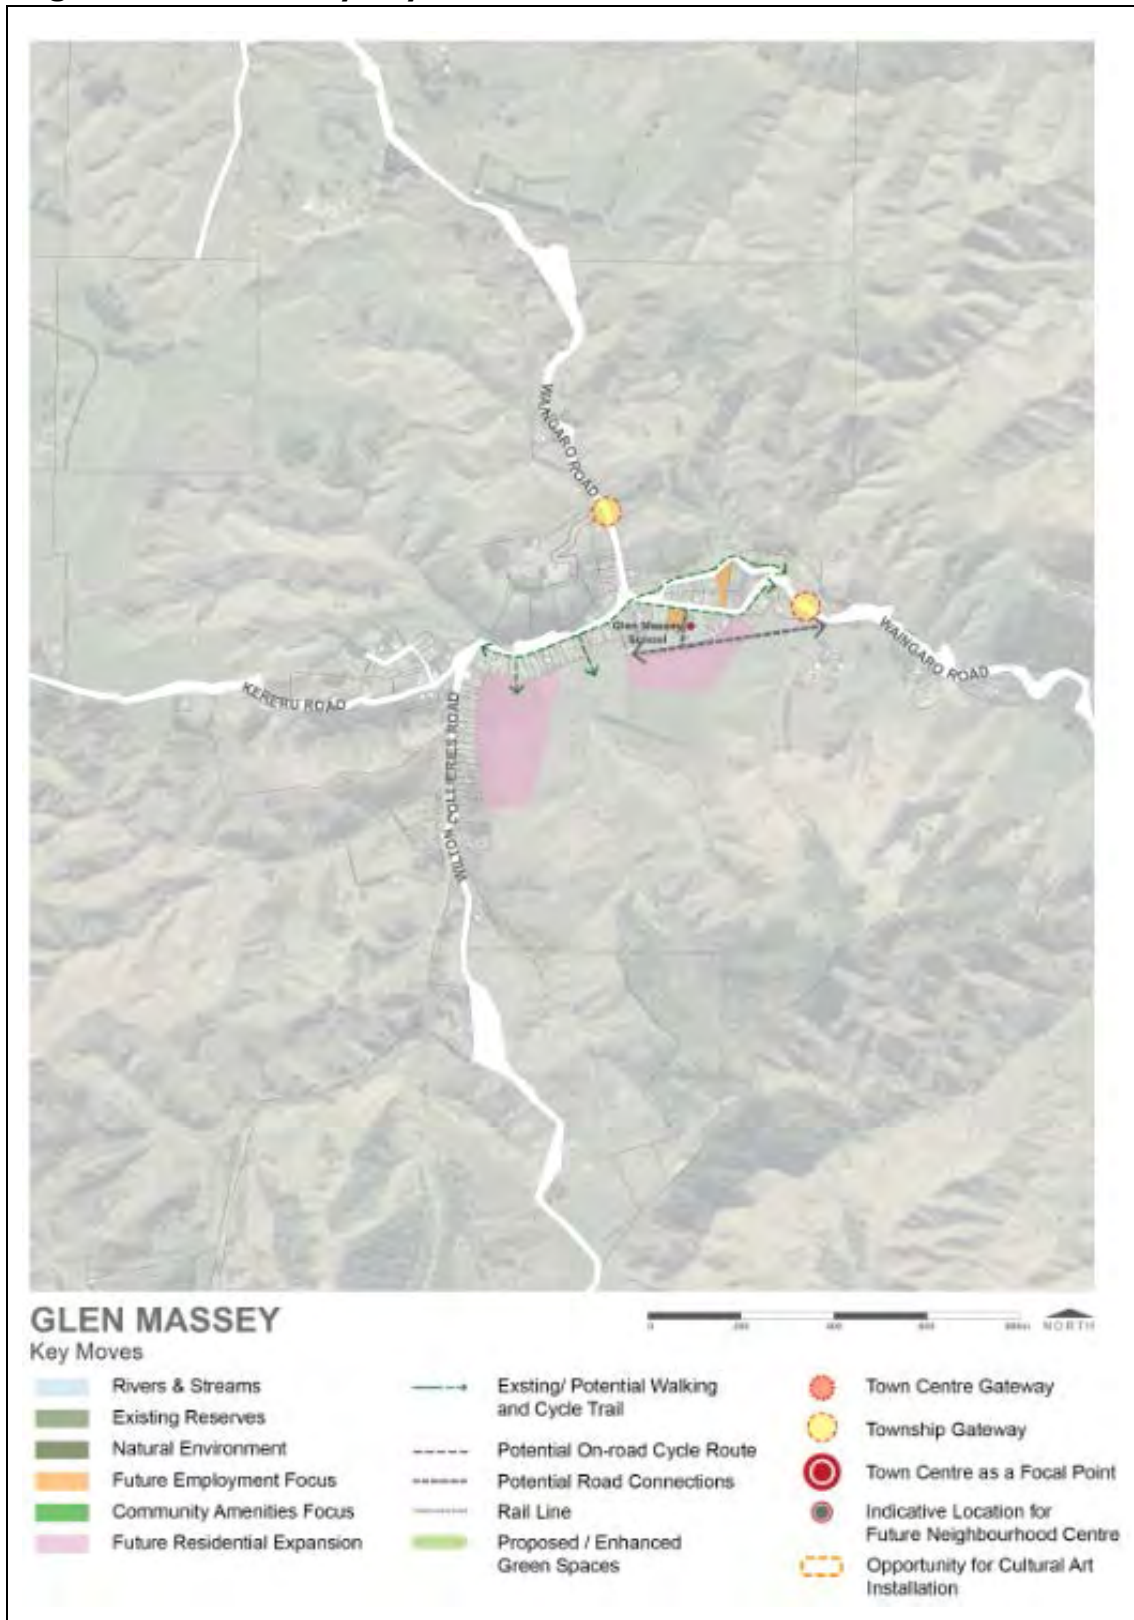 WAINGARO ROAD
Glen Massey
School
WAINGARO ROAD
KERERU ROAD
WILTON COLLIERIES ROAD
GLEN MASSEY
Key Moves
0
NORTH
Rivers & Streams
Existing Reserves
Natural Environment
Future Employment Focus
Community Amenities Focus
Future Residential Expansion
Exsting/ Potential Walking
and Cycle Trail
Potential On-road Cycle Route
Potential Road Connections
Rail Line
Proposed / Enhanced
Green Spaces
Town Centre Gateway
Township Gateway
Town Centre as a Focal Point
Indicative Location for
Future Neighbourhood Centre
Opportunity for Cultural Art
Installation